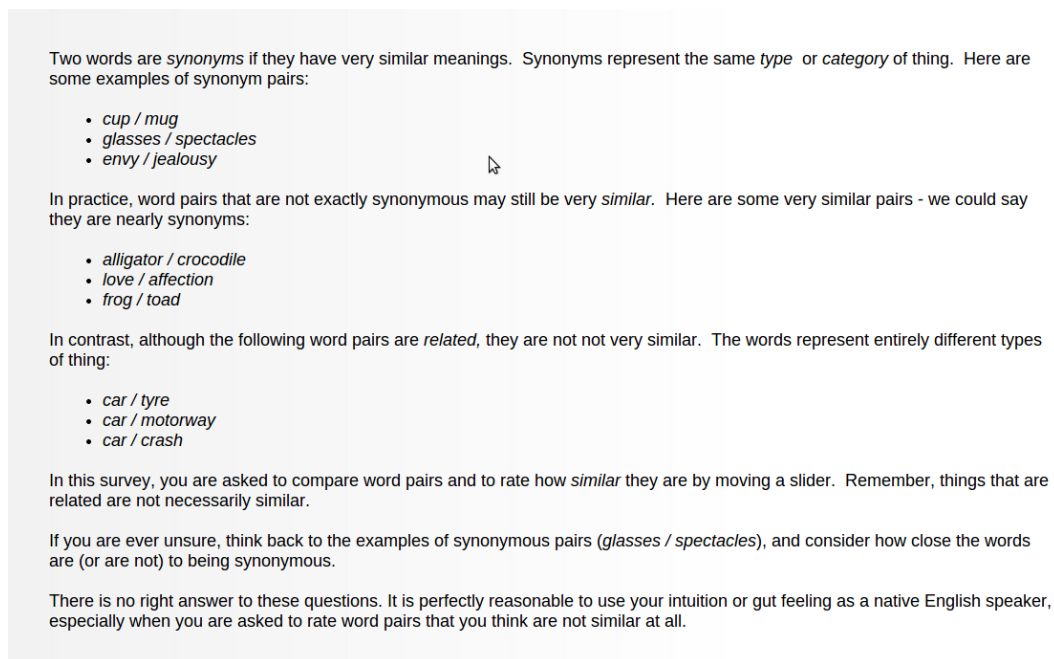 Two words are synonyms if they have very similar meanings.  Synonyms represent the same type  or category of thing.  Here are
some examples of synonym pairs:
• cup / mug
• glasses / spectacles
• envy / jealousy
In practice, word pairs that are not exactly synonymous may still be very similar.  Here are some very similar pairs - we could say
they are nearly synonyms:
• alligator / crocodile
• love / affection
• frog / toad
In contrast, although the following word pairs are related, they are not not very similar.  The words represent entirely different types
of thing:
• car / tyre
• car / motorway
• car / crash
In this survey, you are asked to compare word pairs and to rate how similar they are by moving a slider.  Remember, things that are
related are not necessarily similar.
If you are ever unsure, think back to the examples of synonymous pairs (glasses / spectacles), and consider how close the words
are (or are not) to being synonymous.
There is no right answer to these questions. It is perfectly reasonable to use your intuition or gut feeling as a native English speaker,
especially when you are asked to rate word pairs that you think are not similar at all.